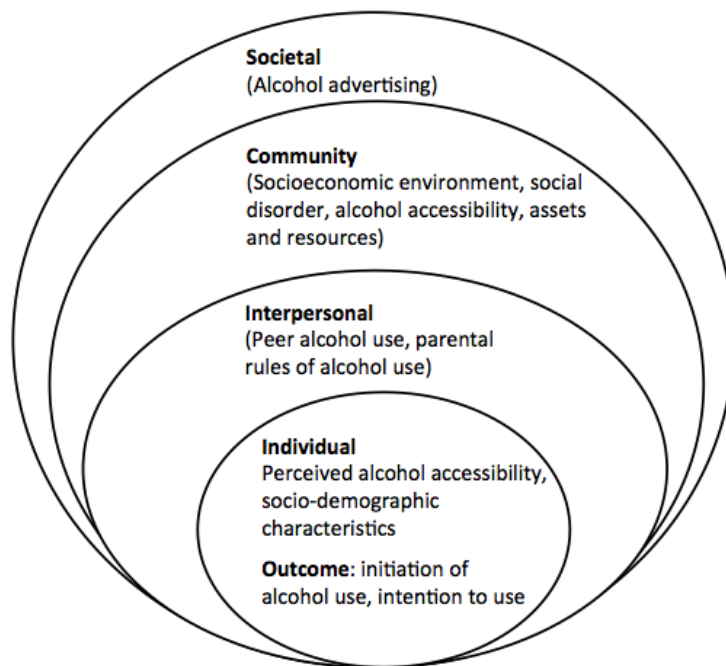 Societal
(Alcohol advertising)
Community
(Socioeconomic environment, social
disorder, alcohol accessibility, assets
and resources)
Interpersonal
(Peer alcohol use, parental
rules of alcohol use)
Individual
Perceived alcohol accessibility,
socio-demographic
characteristics
Outcome: initiation of
alcohol use, intention to use